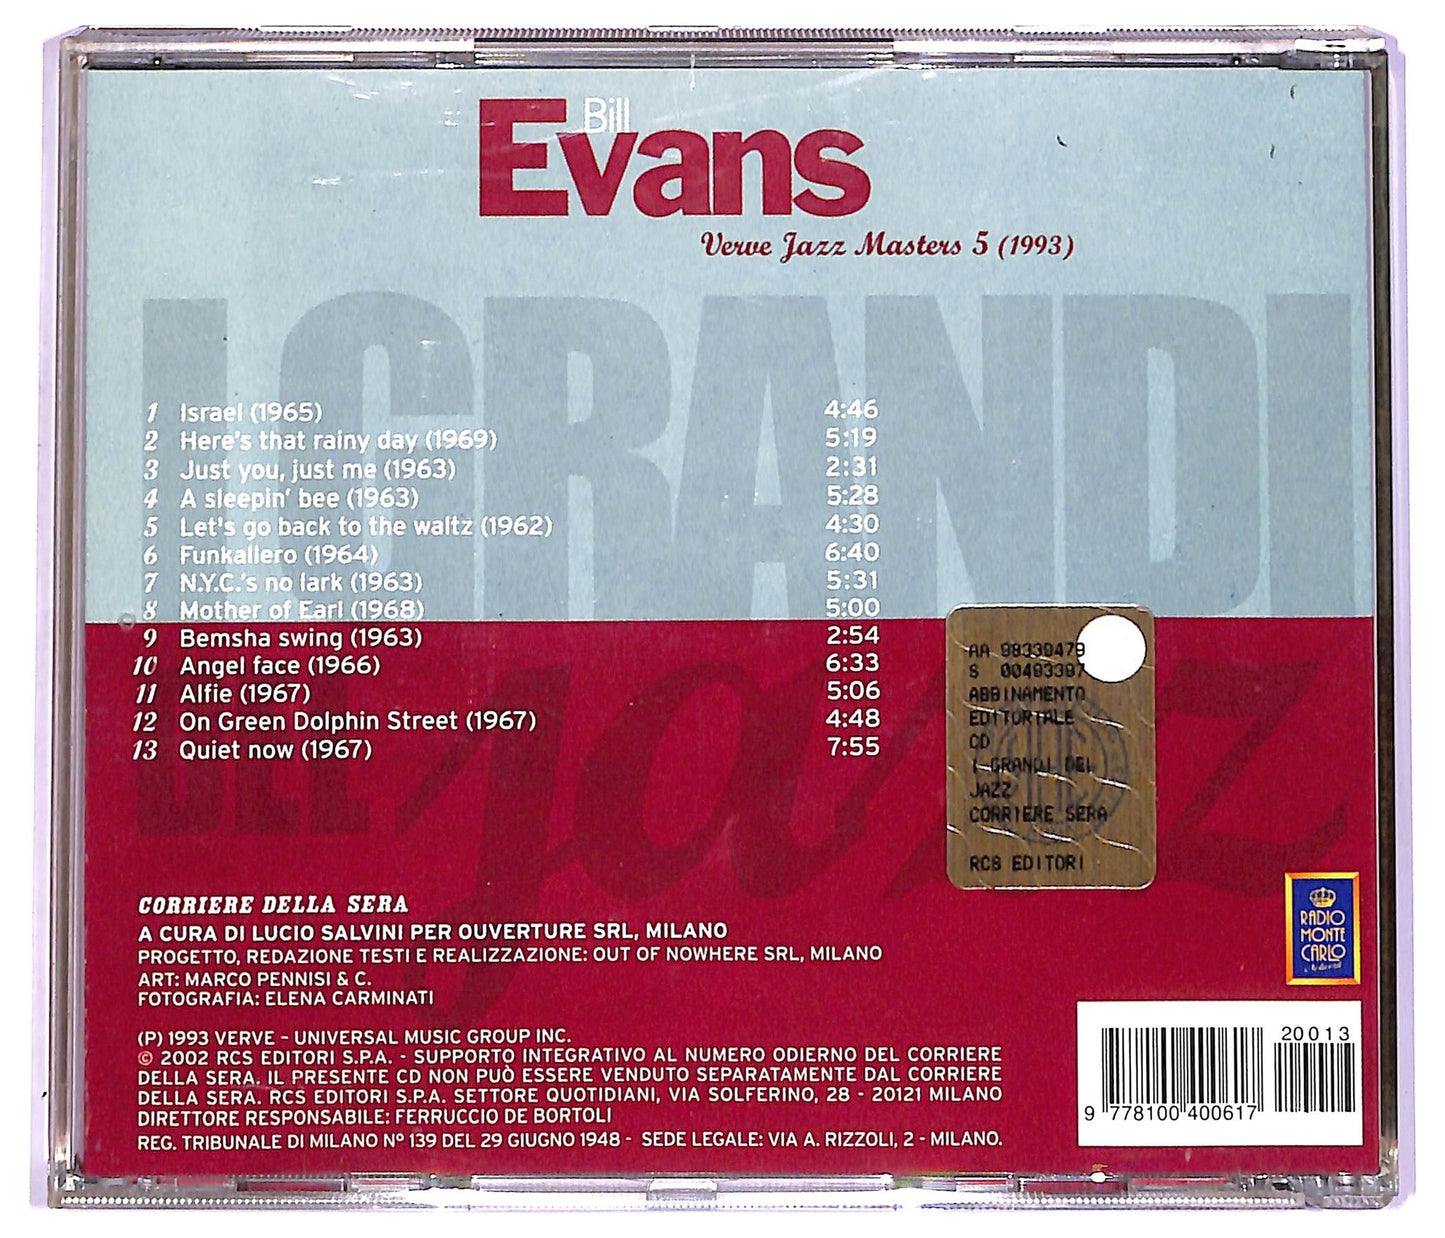 Bill
Evans
Verve Jazz Masters 5 (1993)
I GRANDI
DEL jazz
1 Israel (1965) 4:46
2 Here's that rainy day (1969) 5:19
3 Just you, just me (1963) 2:31
4 A sleepin' bee (1963) 5:28
5 Let's go back to the waltz (1962) 4:30
6 Funkallero (1964) 6:40
7 N.Y.C.'s no lark (1963) 5:31
8 Mother of Earl (1968) 5:00
9 Bemsha swing (1963) 2:54
10 Angel face (1966) 6:33
11 Alfie (1967) 5:06
12 On Green Dolphin Street (1967) 4:48
13 Quiet now (1967) 7:55
AA 98339479
S 00493397
ABBINAMENTO
EDITORIALE
CD
I GRANDI DEL
JAZZ
CORRIERE SERA
RCS EDITORI
CORRIERE DELLA SERA
A CURA DI LUCIO SALVINI PER OUVERTURE SRL, MILANO
PROGETTO, REDAZIONE TESTI E REALIZZAZIONE: OUT OF NOWHERE SRL, MILANO
ART: MARCO PENNISI & C.
FOTOGRAFIA: ELENA CARMINATI
RADIO
MONTE
CARLO
(P) 1993 VERVE - UNIVERSAL MUSIC GROUP INC.
© 2002 RCS EDITORI S.P.A. - SUPPORTO INTEGRATIVO AL NUMERO ODIERNO DEL CORRIERE
DELLA SERA. IL PRESENTE CD NON PUÒ ESSERE VENDUTO SEPARATAMENTE DAL CORRIERE
DELLA SERA. RCS EDITORI S.P.A. SETTORE QUOTIDIANI, VIA SOLFERINO, 28 - 20121 MILANO
DIRETTORE RESPONSABILE: FERRUCCIO DE BORTOLI
REG. TRIBUNALE DI MILANO N° 139 DEL 29 GIUGNO 1948 - SEDE LEGALE: VIA A. RIZZOLI, 2 - MILANO.
20013
9 778100 400617